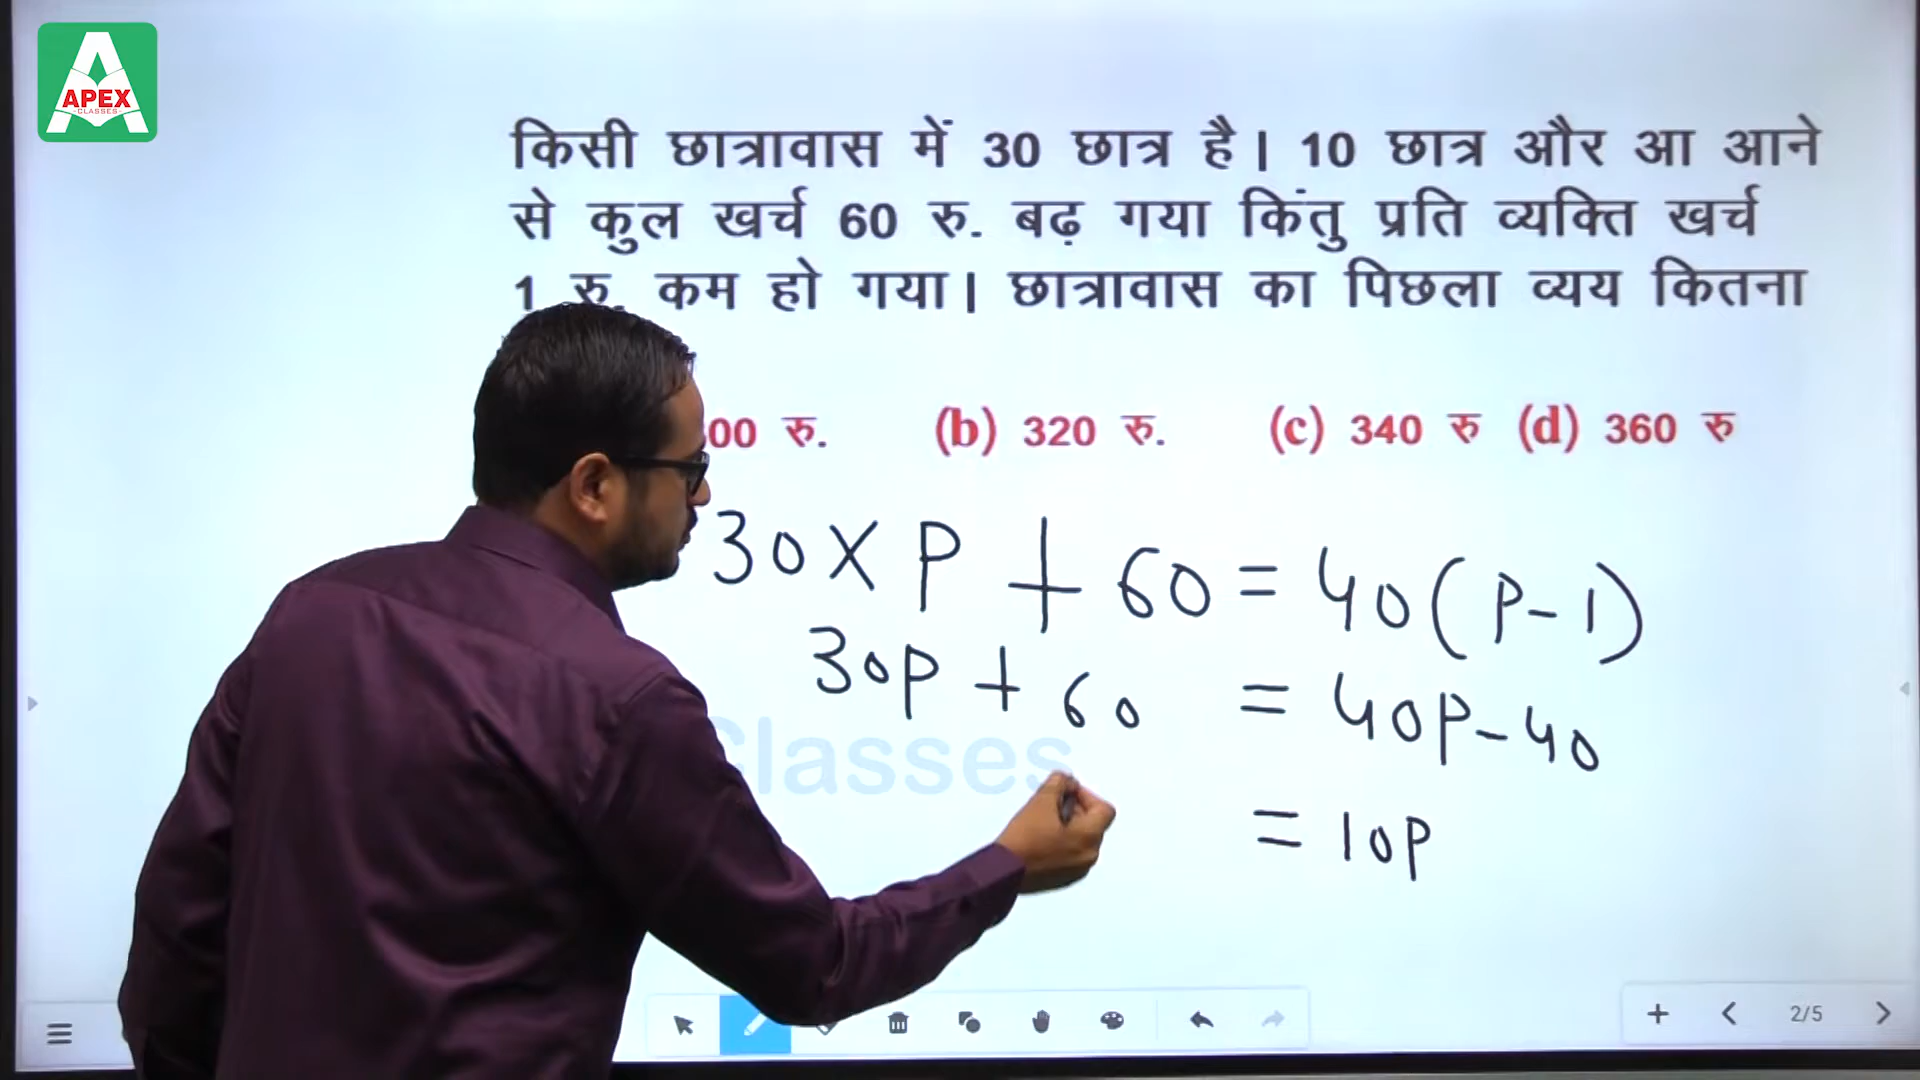 APEX
CLASSES
किसी छात्रावास में 30 छात्र है। 10 छात्र और आ आने
से कुल खर्च 60 रु. बढ़ गया किंतु प्रति व्यक्ति खर्च
1 रु. कम हो गया। छात्रावास का पिछला व्यय कितना
00 रु. (b) 320 रु. (c) 340 रु (d) 360 रु
30 X P + 60 = 40 ( P - 1 )
30P + 60 = 40P - 40
Classes
= 10P
2/5